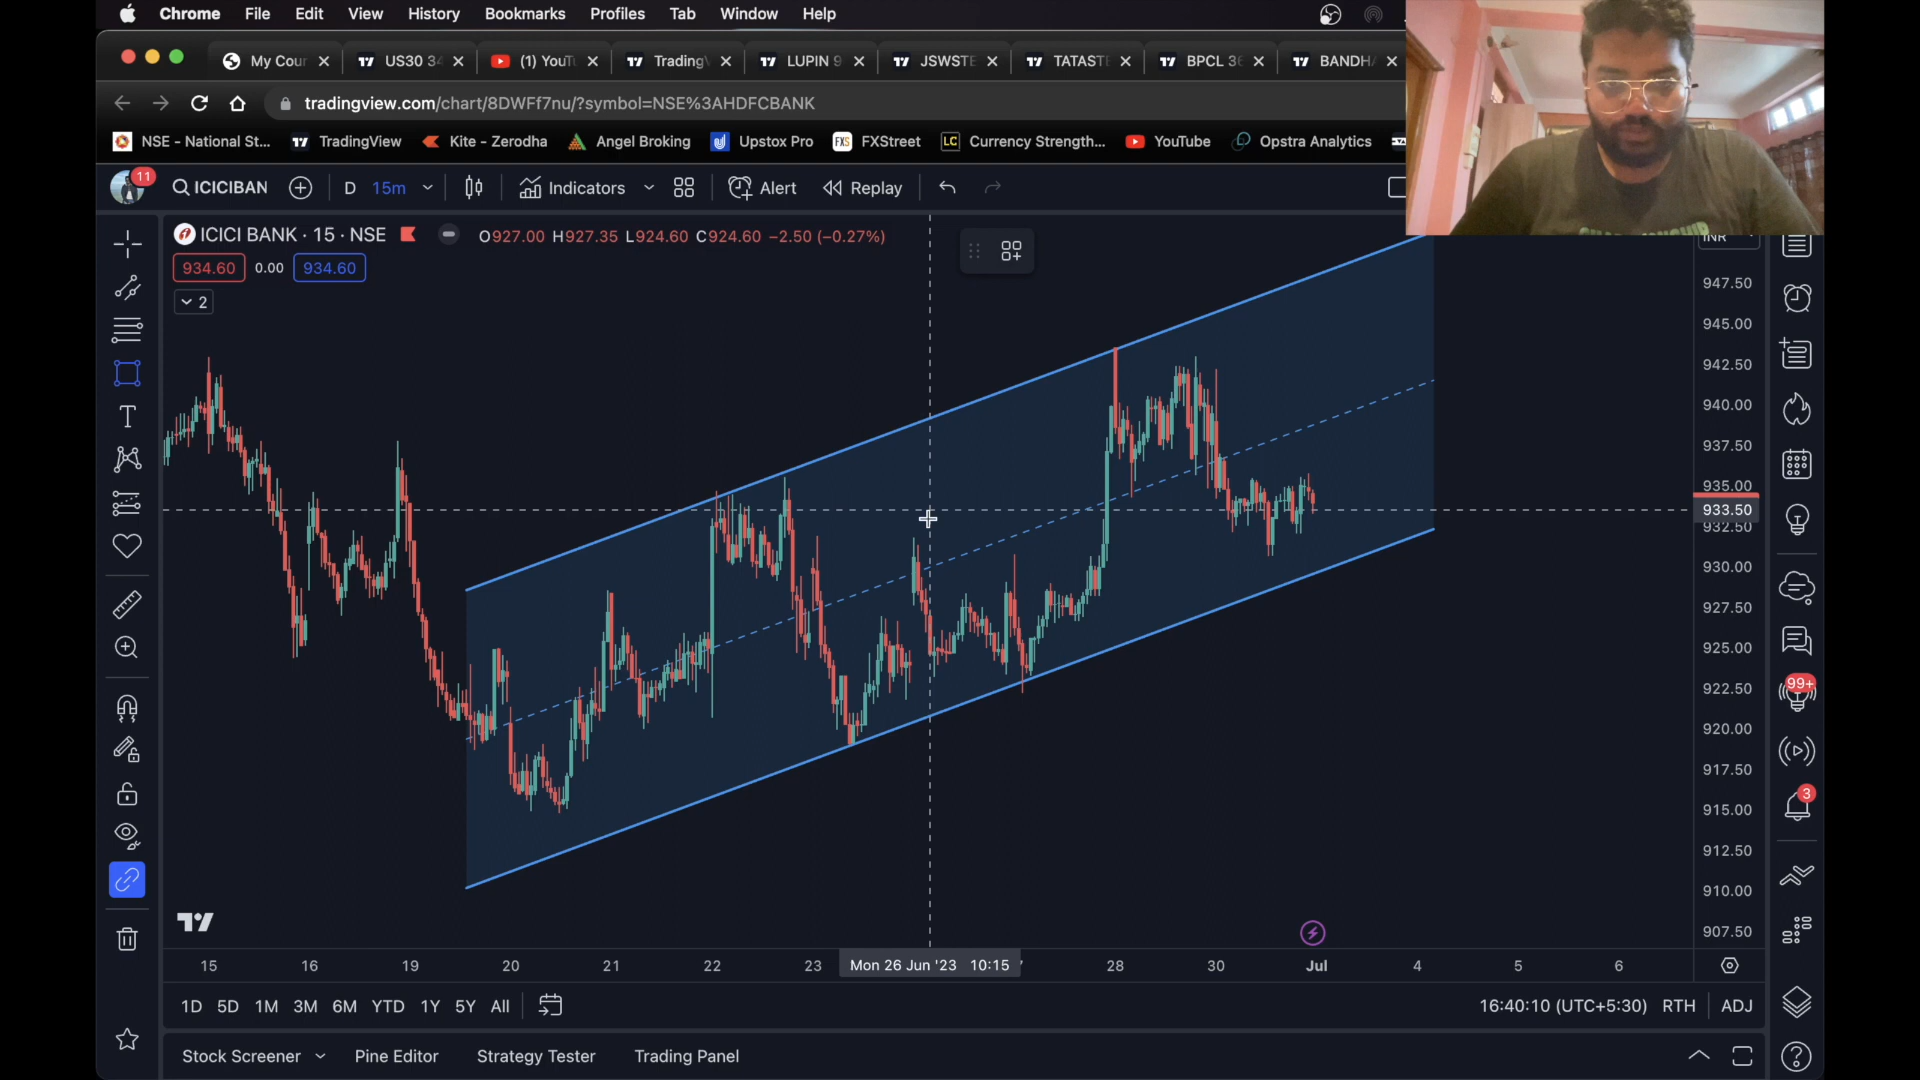 Chrome File Edit View History Bookmarks Profiles Tab Window Help
My Cour US30 34 (1) YouT Trading LUPIN 9 JSWSTE TATASTE BPCL 36 BANDHA
tradingview.com/chart/8DWFf7nu/?symbol=NSE%3AHDFCBANK
NSE - National St... TradingView Kite - Zerodha Angel Broking Upstox Pro FXStreet Currency Strength... YouTube Opstra Analytics
11 ICICIBAN D 15m Indicators Alert Replay
ICICI BANK · 15 · NSE O927.00 H927.35 L924.60 C924.60 −2.50 (−0.27%)
INR
934.60 0.00 934.60
2
947.50
945.00
942.50
940.00
937.50
935.00
933.50
932.50
930.00
927.50
925.00
922.50
920.00
917.50
915.00
912.50
910.00
907.50
99+
3
15 16 19 20 21 22 23 Mon 26 Jun '23 10:15 28 30 Jul 4 5 6
1D 5D 1M 3M 6M YTD 1Y 5Y All 16:40:10 (UTC+5:30) RTH ADJ
Stock Screener Pine Editor Strategy Tester Trading Panel